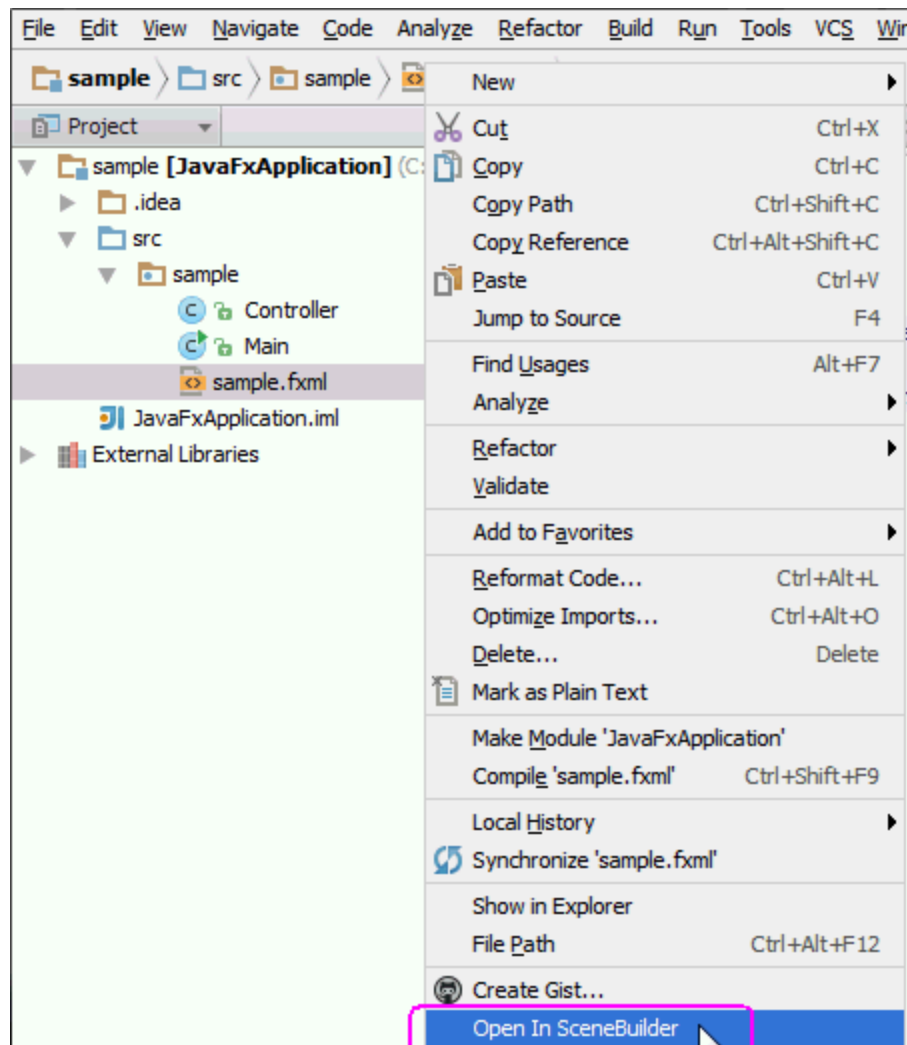 File Edit View Navigate Code Analyze Refactor Build Run Tools VCS
sample src sample
Project
sample [JavaFxApplication] (C:
.idea
src
sample
Controller
Main
sample.fxml
JavaFxApplication.iml
External Libraries
New
Cut Ctrl+X
Copy Ctrl+C
Copy Path Ctrl+Shift+C
Copy Reference Ctrl+Alt+Shift+C
Paste Ctrl+V
Jump to Source F4
Find Usages Alt+F7
Analyze
Refactor
Validate
Add to Favorites
Reformat Code... Ctrl+Alt+L
Optimize Imports... Ctrl+Alt+O
Delete... Delete
Mark as Plain Text
Make Module 'JavaFxApplication'
Compile 'sample.fxml' Ctrl+Shift+F9
Local History
Synchronize 'sample.fxml'
Show in Explorer
File Path Ctrl+Alt+F12
Create Gist...
Open In SceneBuilder